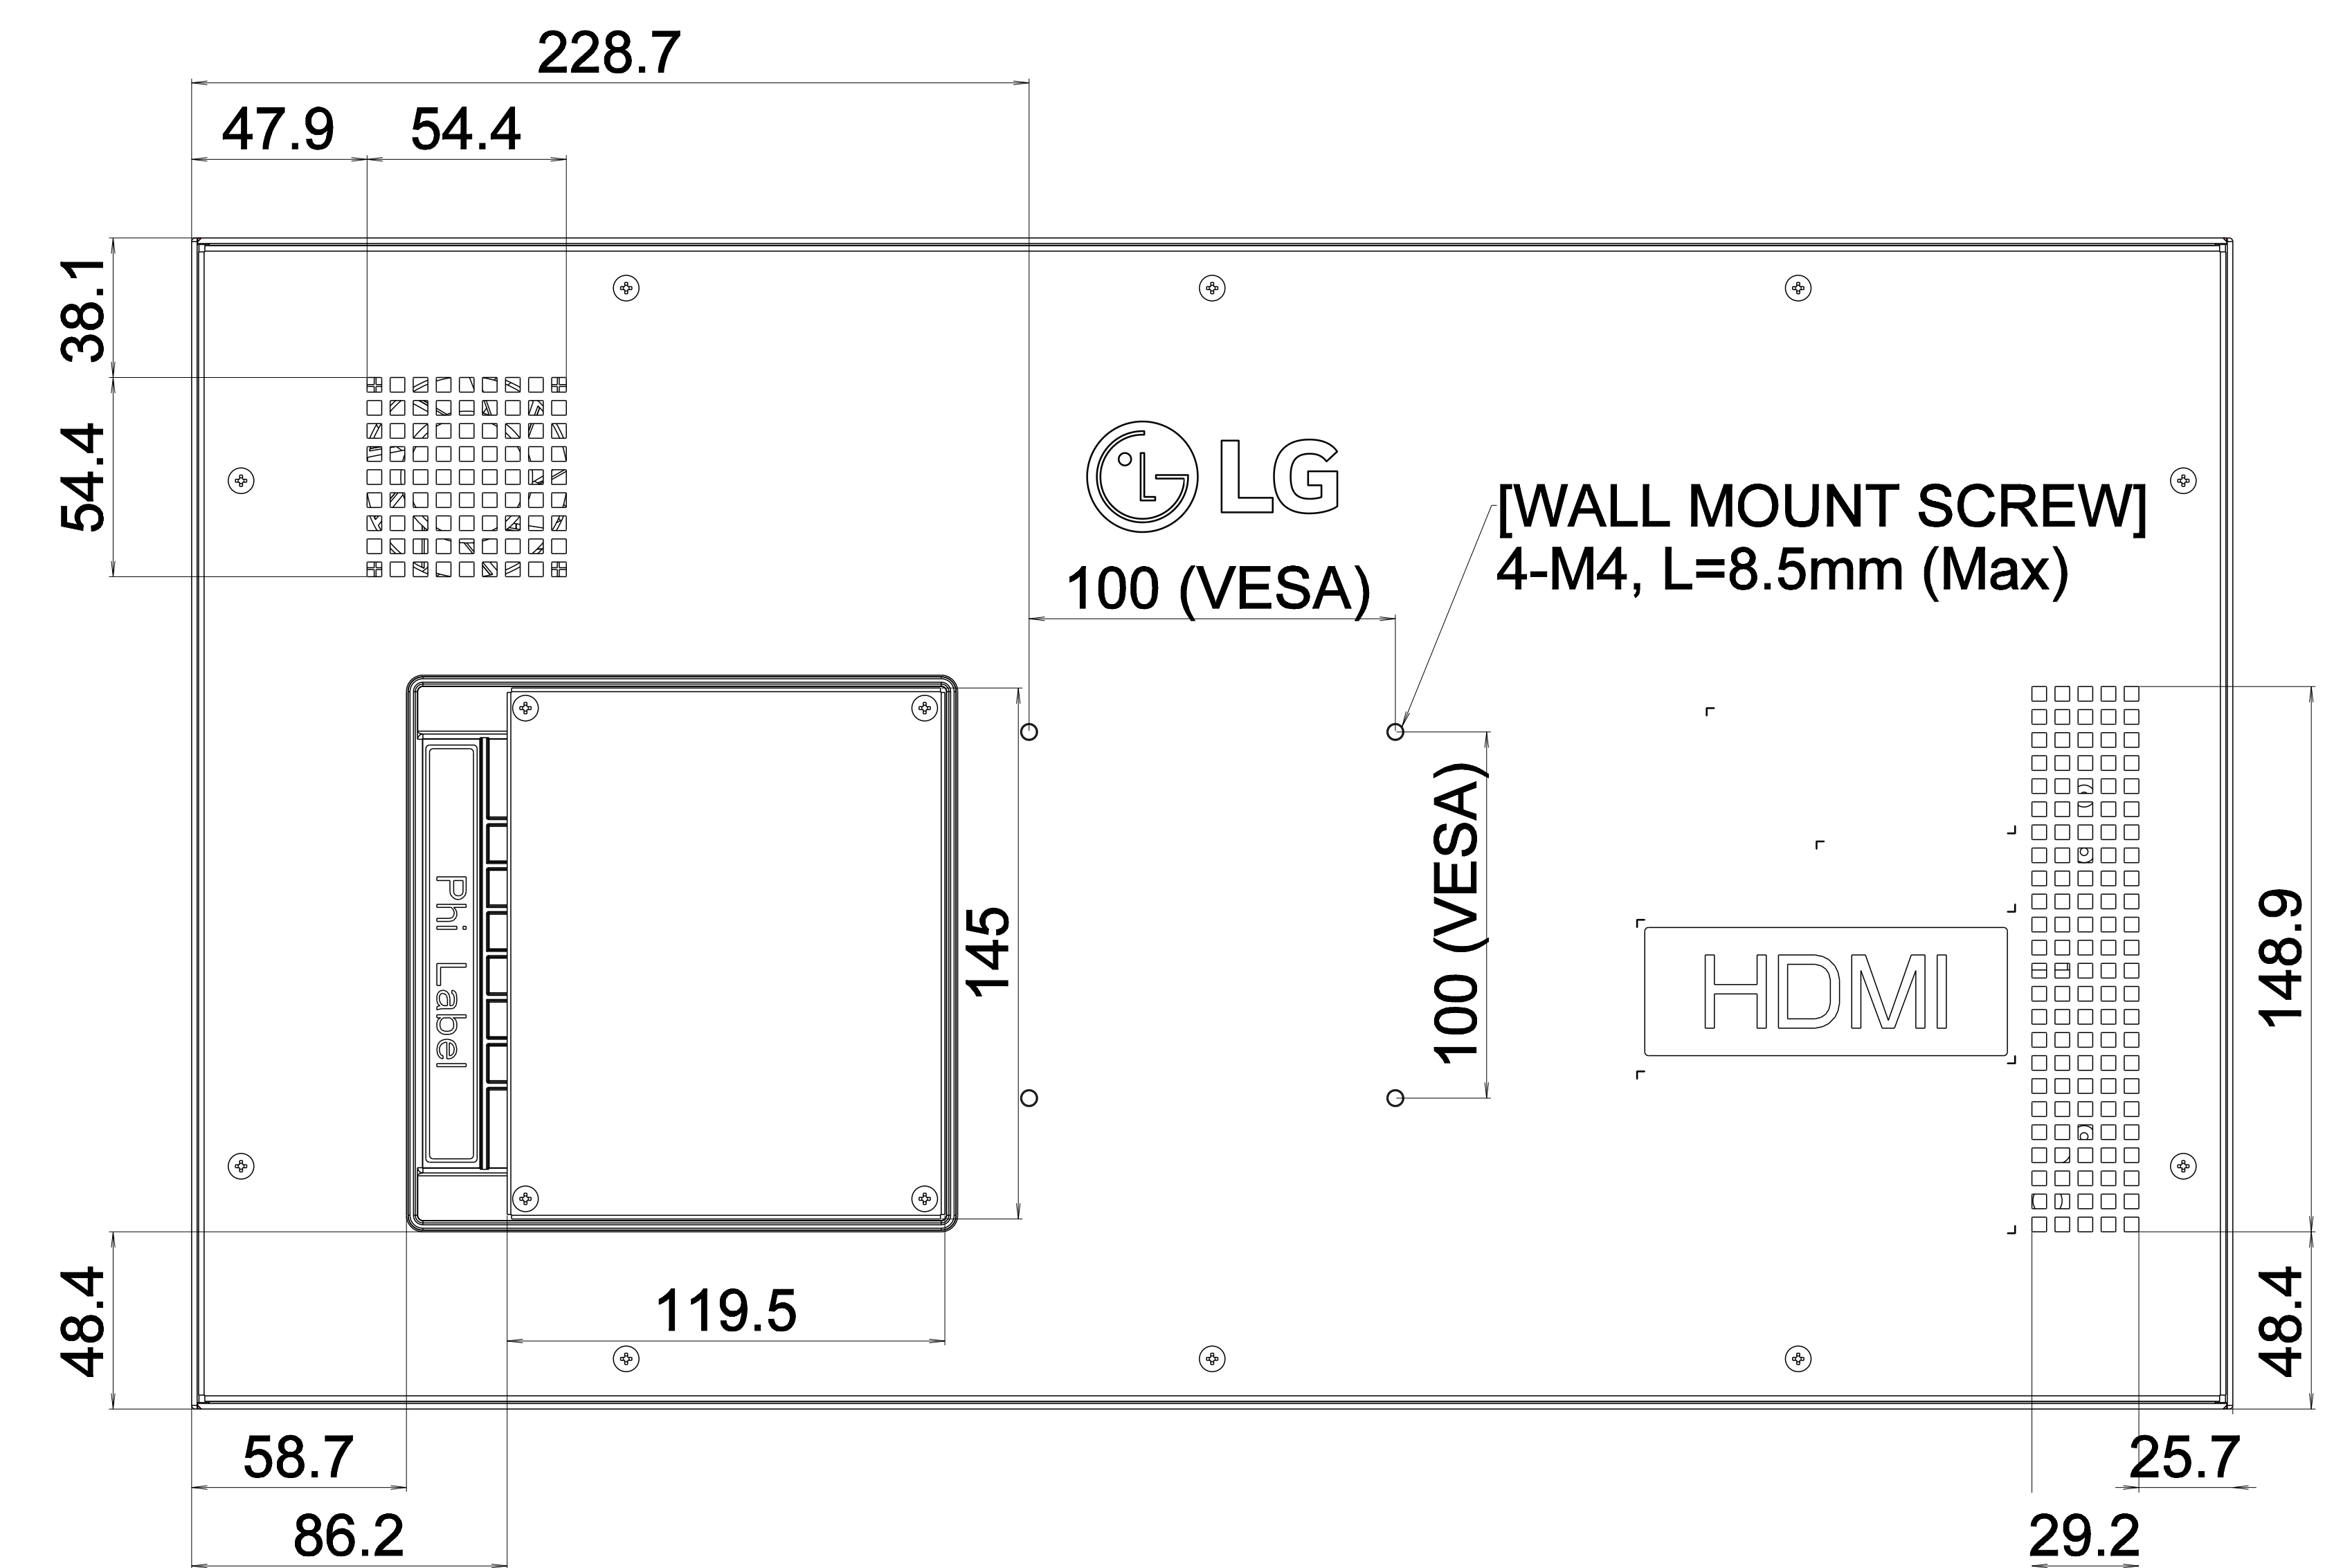 228.7
47.9
54.4
38.1
54.4
LG
[WALL MOUNT SCREW]
4-M4, L=8.5mm (Max)
100 (VESA)
100 (VESA)
145
Phi Label
HDMI
148.9
48.4
119.5
48.4
58.7
25.7
86.2
29.2